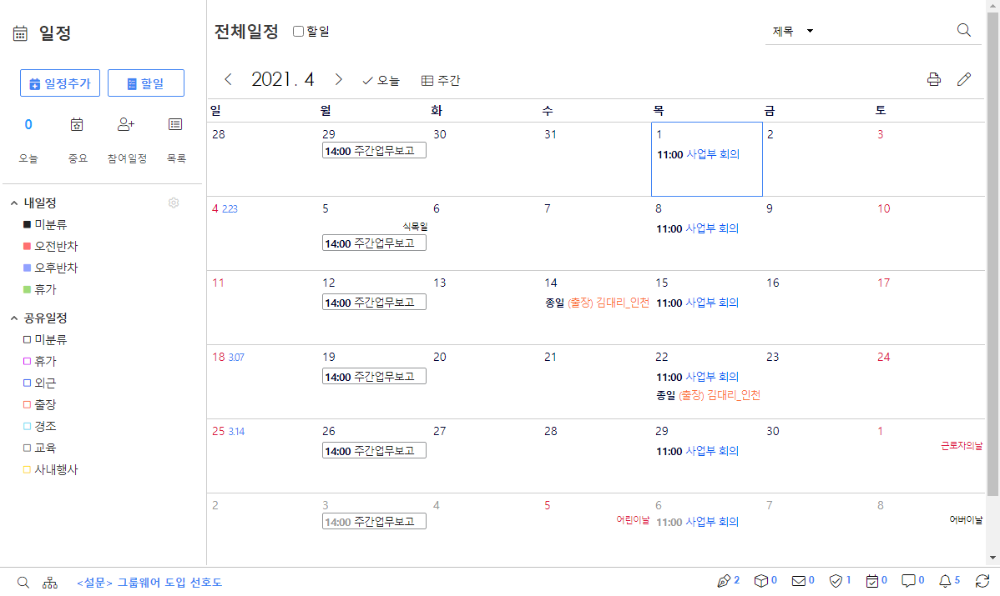 일정
일정추가 할일
0
오늘 중요 참여일정 목록
내일정
미분류
오전반차
오후반차
휴가
공유일정
미분류
휴가
외근
출장
경조
교육
사내행사
전체일정 할일
제목
2021. 4 오늘 주간
일 월 화 수 목 금 토
28 29 30 31 1 2 3
14:00 주간업무보고 11:00 사업부 회의
4 2.23 5 6 7 8 9 10
식목일
14:00 주간업무보고 11:00 사업부 회의
11 12 13 14 15 16 17
14:00 주간업무보고 종일 (출장) 김대리_인천 11:00 사업부 회의
18 3.07 19 20 21 22 23 24
14:00 주간업무보고 11:00 사업부 회의
종일 (출장) 김대리_인천
25 3.14 26 27 28 29 30 1
근로자의날
14:00 주간업무보고 11:00 사업부 회의
2 3 4 5 6 7 8
어린이날 어버이날
14:00 주간업무보고 11:00 사업부 회의
<설문> 그룹웨어 도입 선호도 2 0 0 1 0 0 5